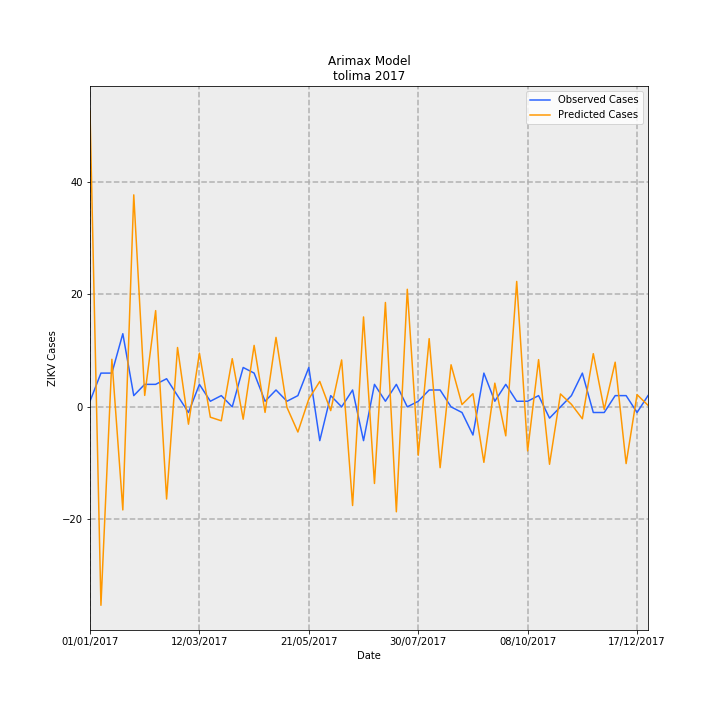 Arimax Model
tolima 2017
Observed Cases
Predicted Cases
ZIKV Cases
40
20
0
−20
01/01/2017
12/03/2017
21/05/2017
30/07/2017
08/10/2017
17/12/2017
Date